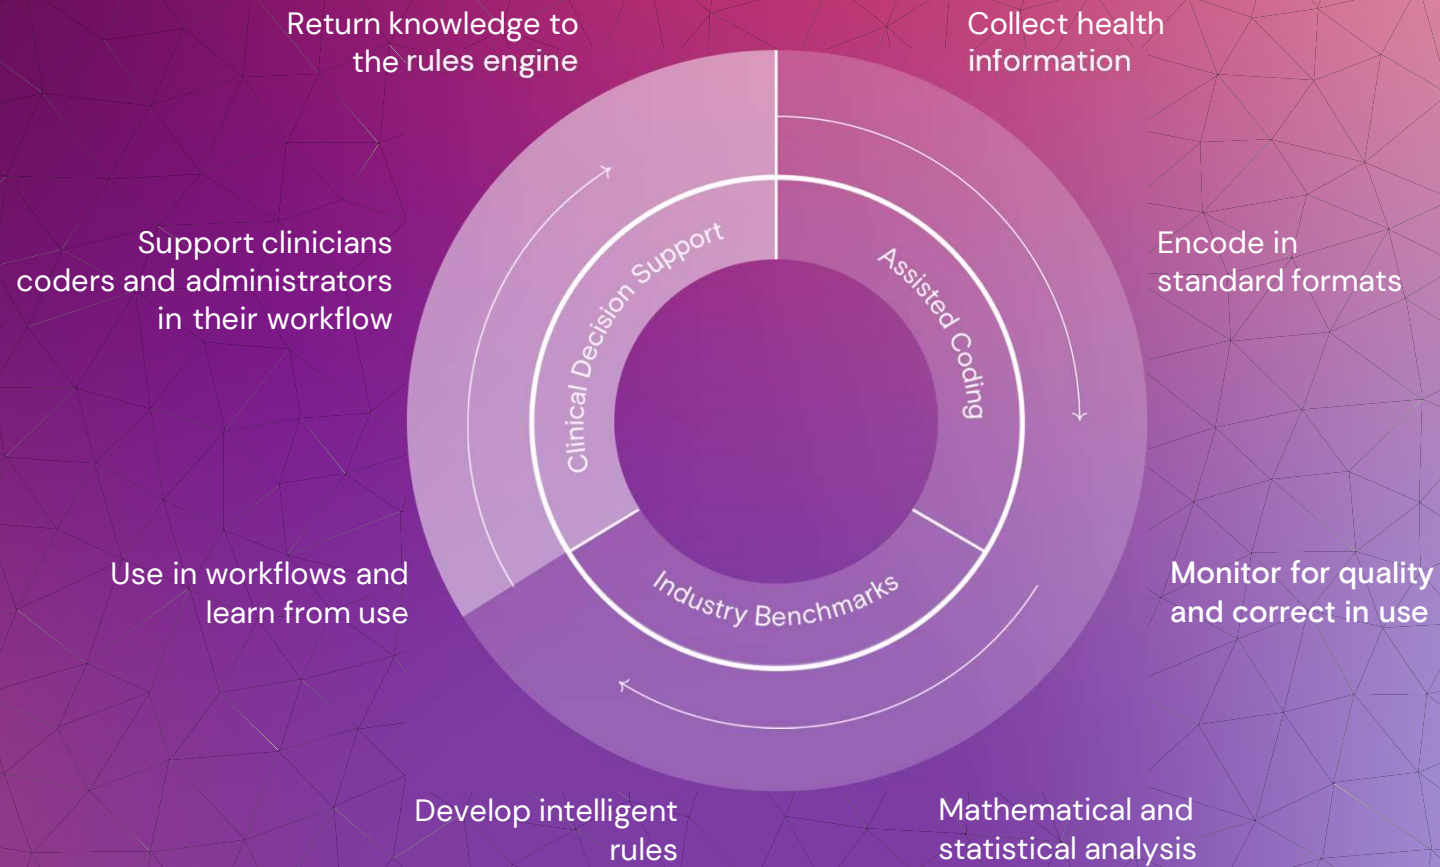 Return knowledge to
the rules engine
Collect health
information
Support clinicians
coders and administrators
in their workflow
Encode in
standard formats
Clinical Decision Support
Assisted Coding
Industry Benchmarks
Use in workflows and
learn from use
Monitor for quality
and correct in use
Develop intelligent
rules
Mathematical and
statistical analysis